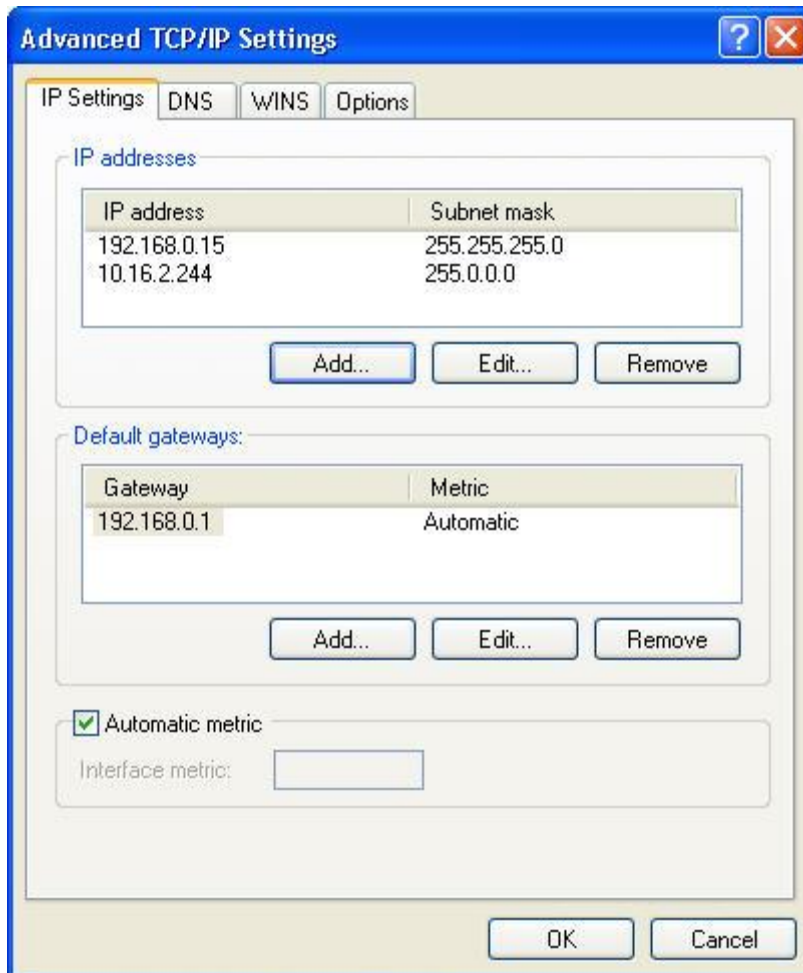 Advanced TCP/IP Settings
IP Settings DNS WINS Options
IP addresses
IP address Subnet mask
192.168.0.15 255.255.255.0
10.16.2.244 255.0.0.0
Add... Edit... Remove
Default gateways:
Gateway Metric
192.168.0.1 Automatic
Add... Edit... Remove
Automatic metric
Interface metric:
OK Cancel